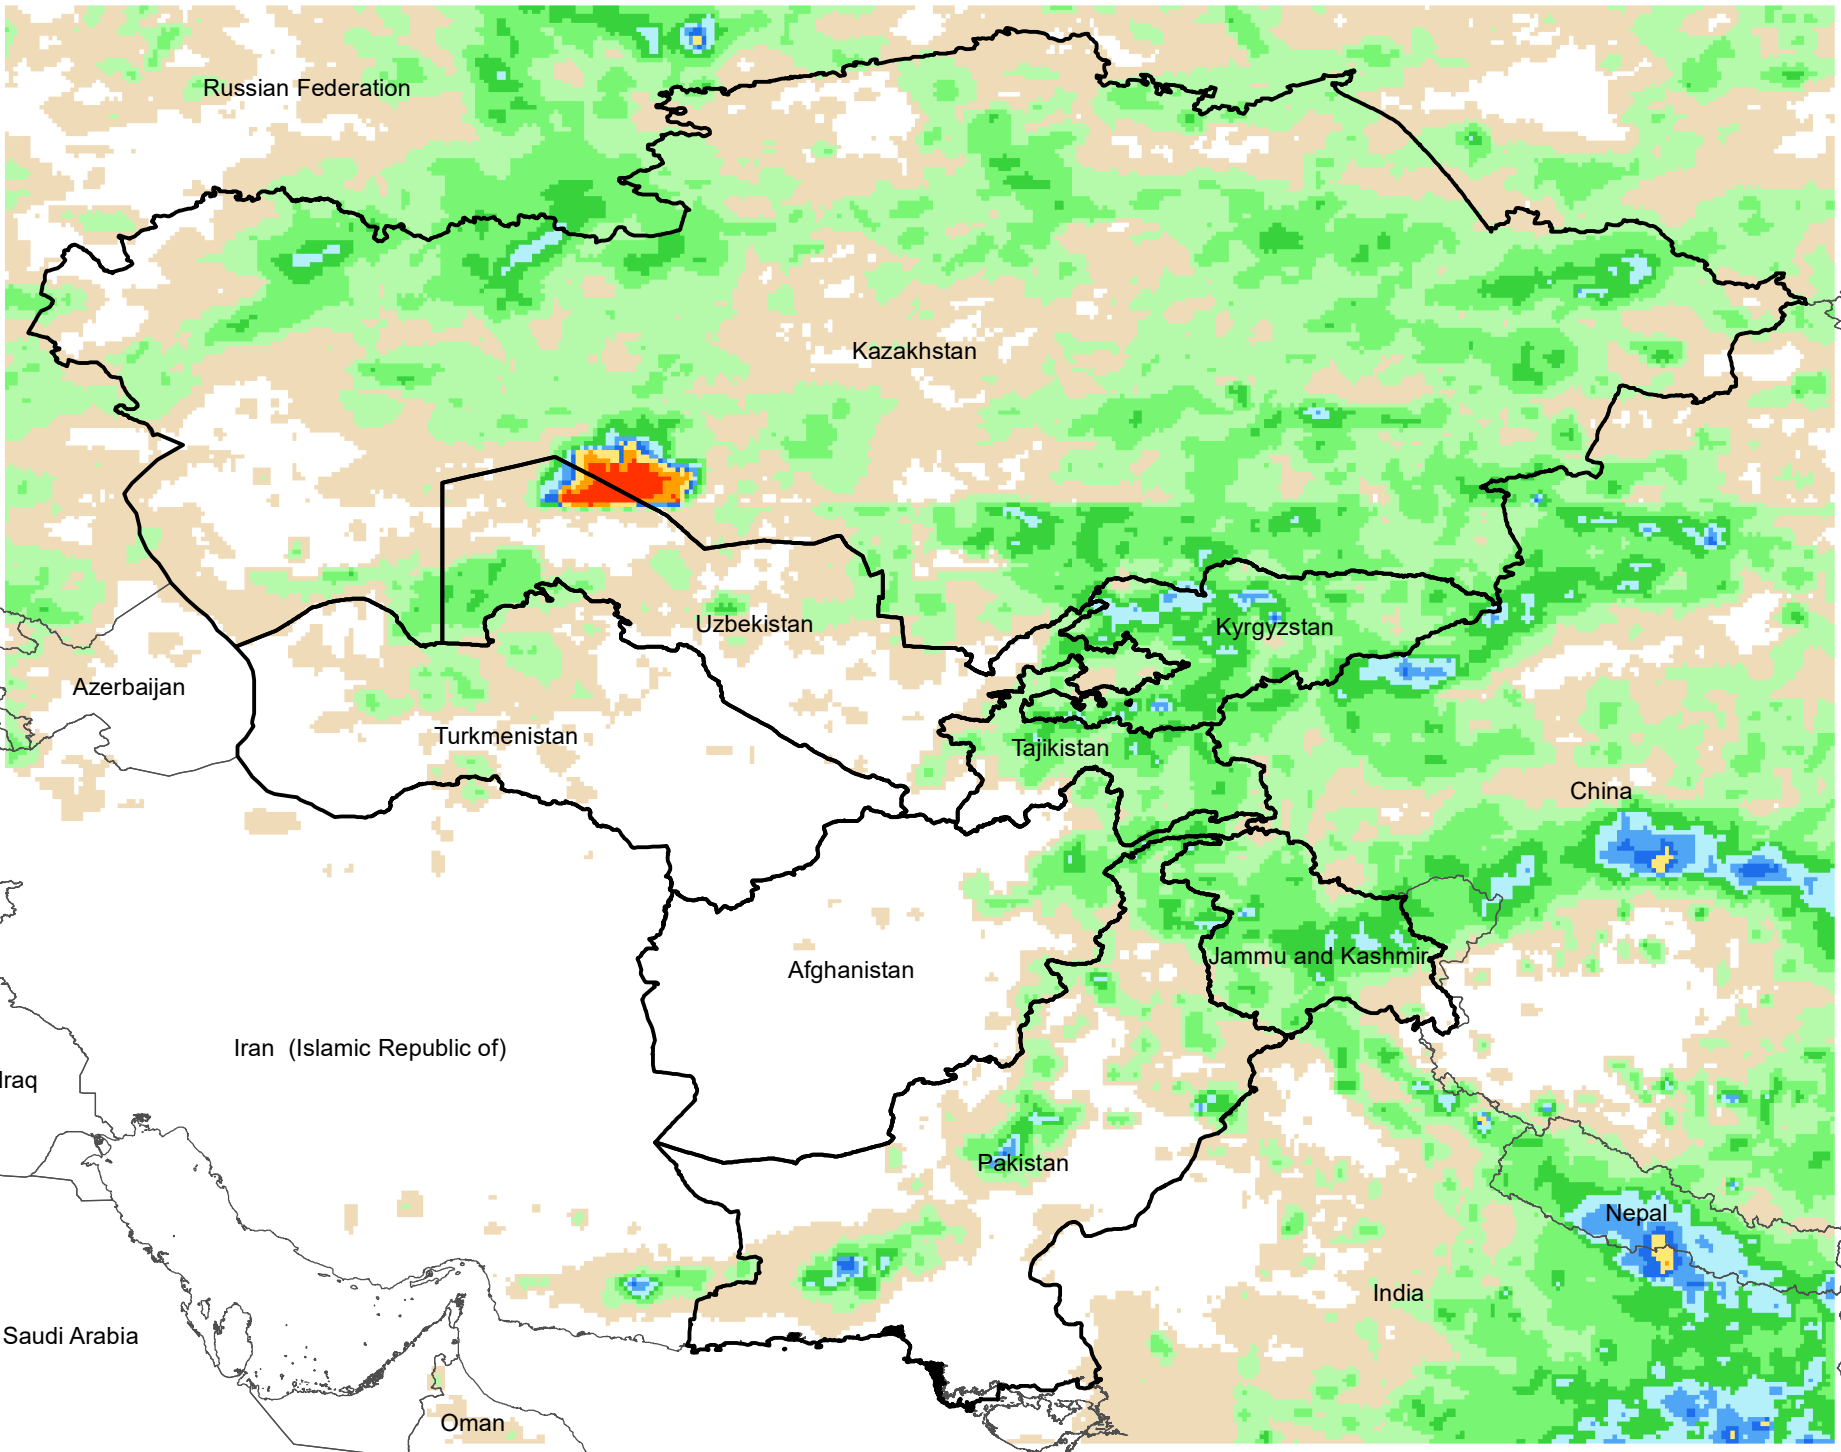 Russian Federation
Kazakhstan
Uzbekistan
Kyrgyzstan
Azerbaijan
Turkmenistan
Tajikistan
China
Afghanistan
Jammu and Kashmir
Iran (Islamic Republic of)
Iraq
Pakistan
Nepal
India
Saudi Arabia
Oman